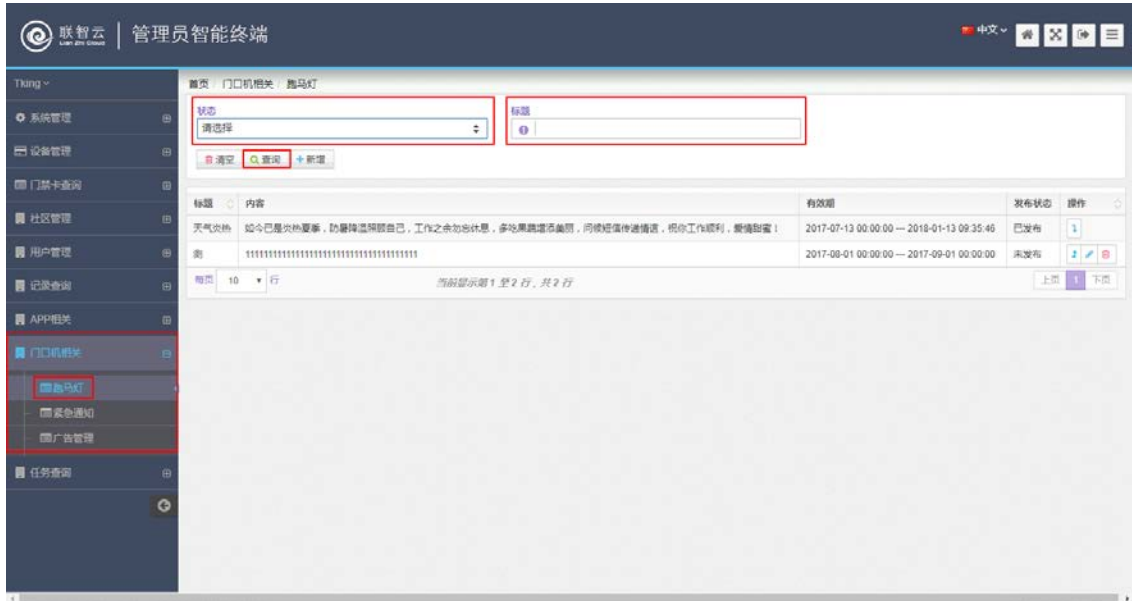 联智云 管理员智能终端 中文
Lian Zhi Cloud
Tking
首页 / 门口机相关 / 跑马灯
系统管理
设备管理
门禁卡查询
社区管理
用户管理
记录查询
APP相关
门口机相关
跑马灯
紧急通知
广告管理
任务查询
状态 标题
请选择
清空 查询 新增
标题 内容 有效期 发布状态 操作
天气炎热 如今已是炎热夏季，防暑降温照顾自己，工作之余勿忘休息，多吃果蔬增添美丽，问候短信传递情谊，祝你工作顺利，爱情甜蜜！ 2017-07-13 00:00:00 — 2018-01-13 09:35:46 已发布
2017-08-01 00:00:00 — 2017-09-01 00:00:00 未发布
每页 10 行 当前显示第 1 至 2 行，共 2 行 上页 1 下页